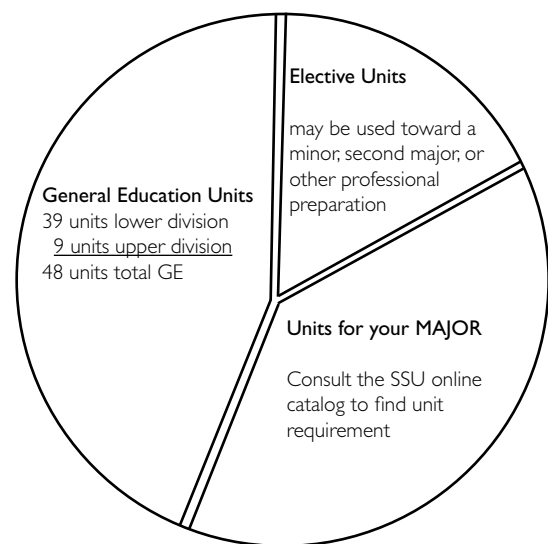 Elective Units
may be used toward a
minor, second major, or
other professional
preparation
General Education Units
39 units lower division
9 units upper division
48 units total GE
Units for your MAJOR
Consult the SSU online
catalog to find unit
requirement